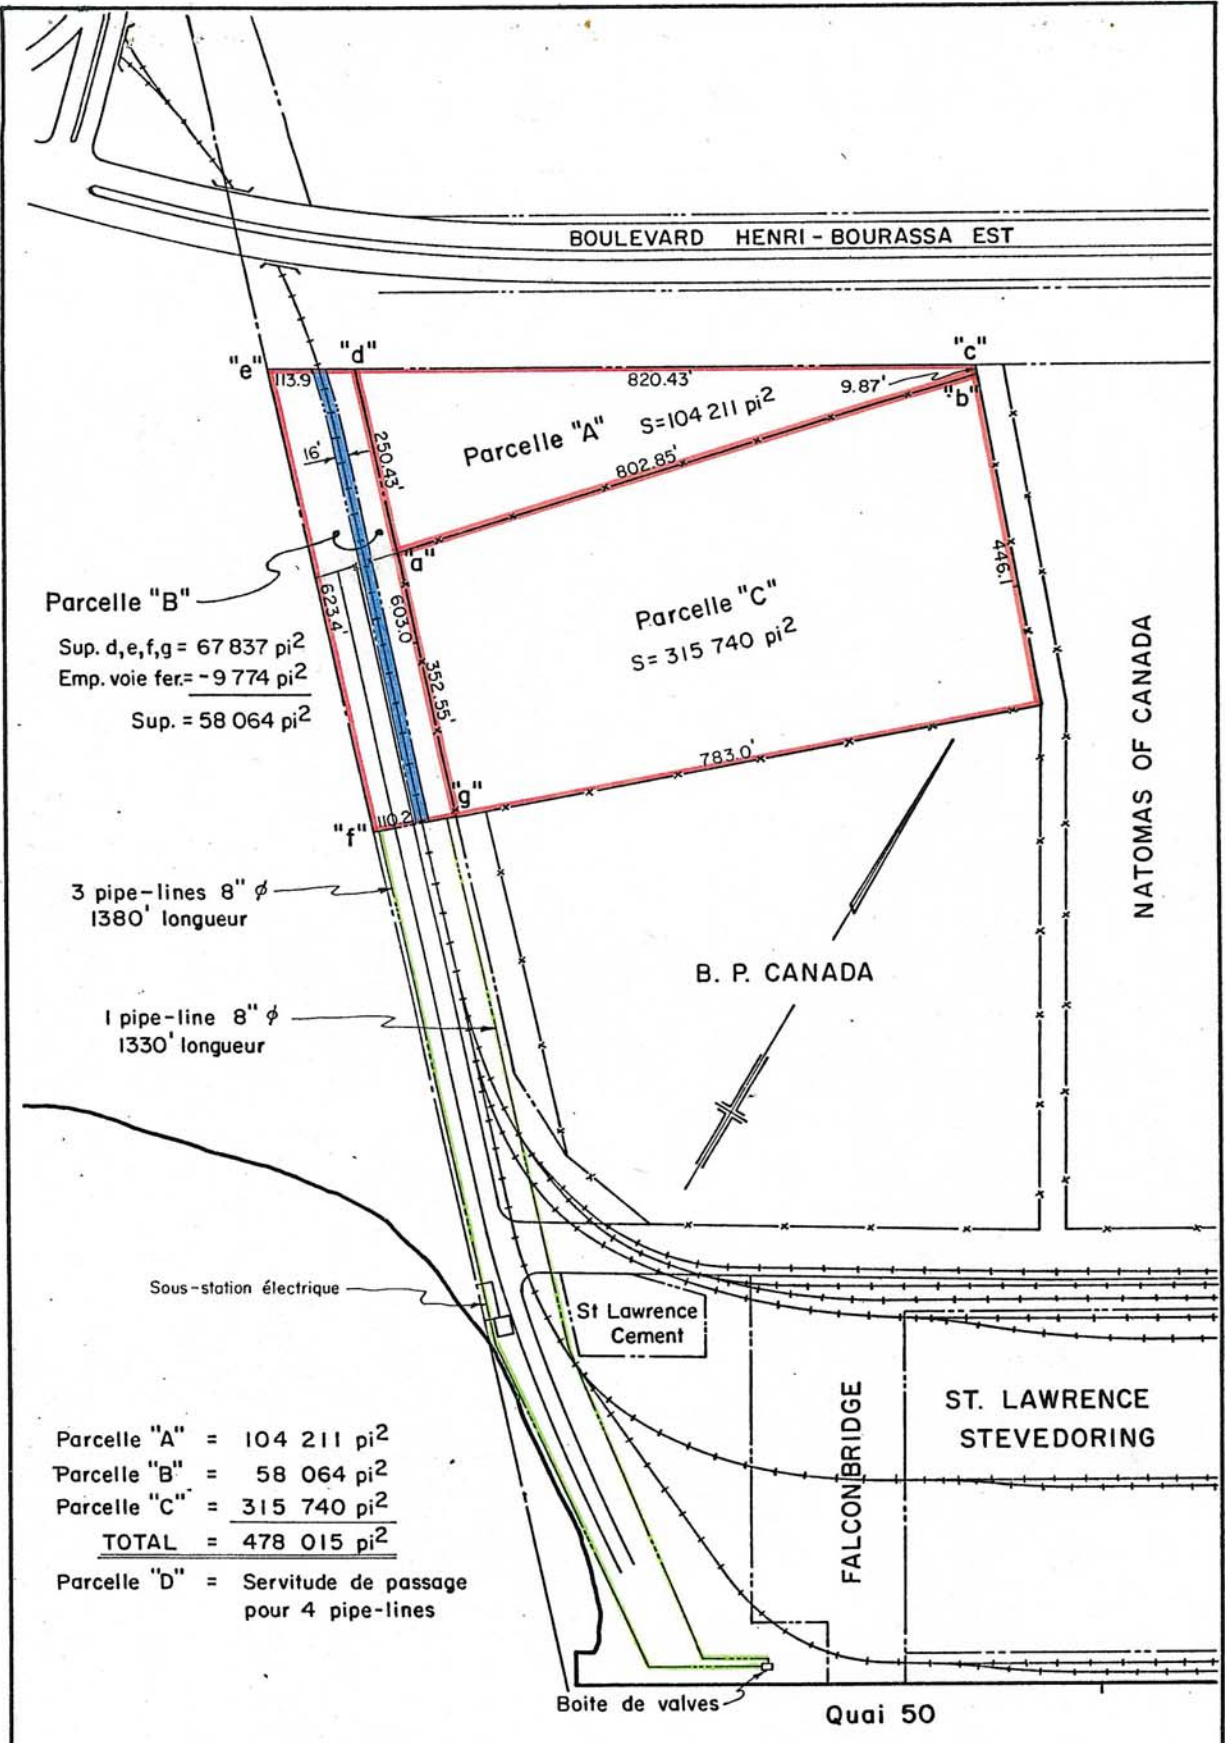 BOULEVARD HENRI-BOURASSA EST
"e"
"d"
"c"
113.9
820.43'
9.87'
"b"
Parcelle "A" S=104 211 pi²
16'
250.43'
802.85'
"a"
Parcelle "B"
Sup. d,e,f,g = 67 837 pi²
Emp. voie fer. = -9 774 pi²
Sup. = 58 064 pi²
623.4'
603.0'
352.55'
Parcelle "C"
S= 315 740 pi²
446.1'
783.0'
"g"
"f"
110.2
NATOMAS OF CANADA
3 pipe-lines 8" ϕ
1380' longueur
B. P. CANADA
1 pipe-line 8" ϕ
1330' longueur
Sous-station électrique
St Lawrence
Cement
FALCONBRIDGE
ST. LAWRENCE
STEVEDORING
Parcelle "A" = 104 211 pi²
Parcelle "B" = 58 064 pi²
Parcelle "C" = 315 740 pi²
TOTAL = 478 015 pi²
Parcelle "D" = Servitude de passage
pour 4 pipe-lines
Boite de valves
Quai 50